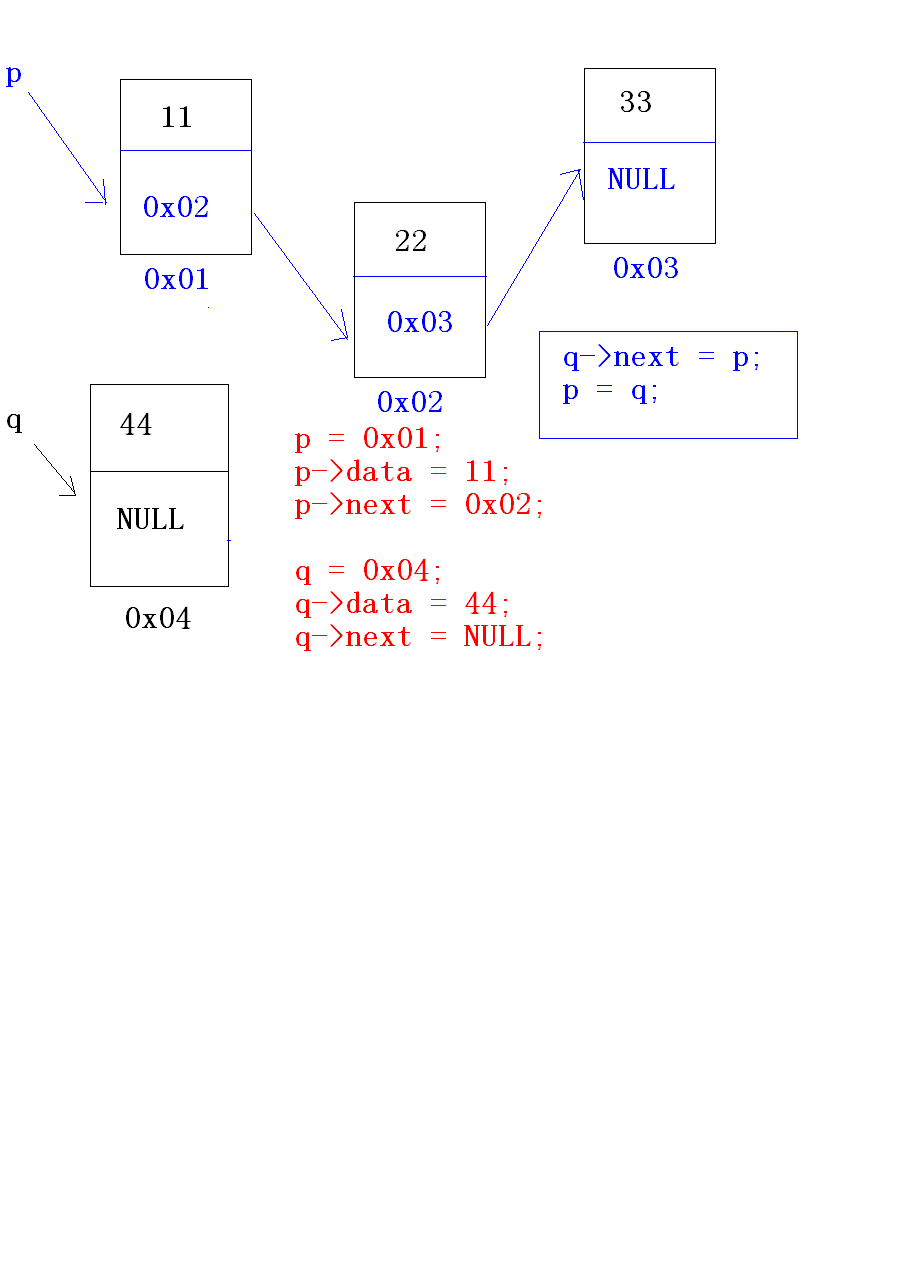 p
11
0x02
0x01
22
0x03
0x02
33
NULL
0x03
q->next = p;
p = q;
q
44
NULL
0x04
p = 0x01;
p->data = 11;
p->next = 0x02;
q = 0x04;
q->data = 44;
q->next = NULL;